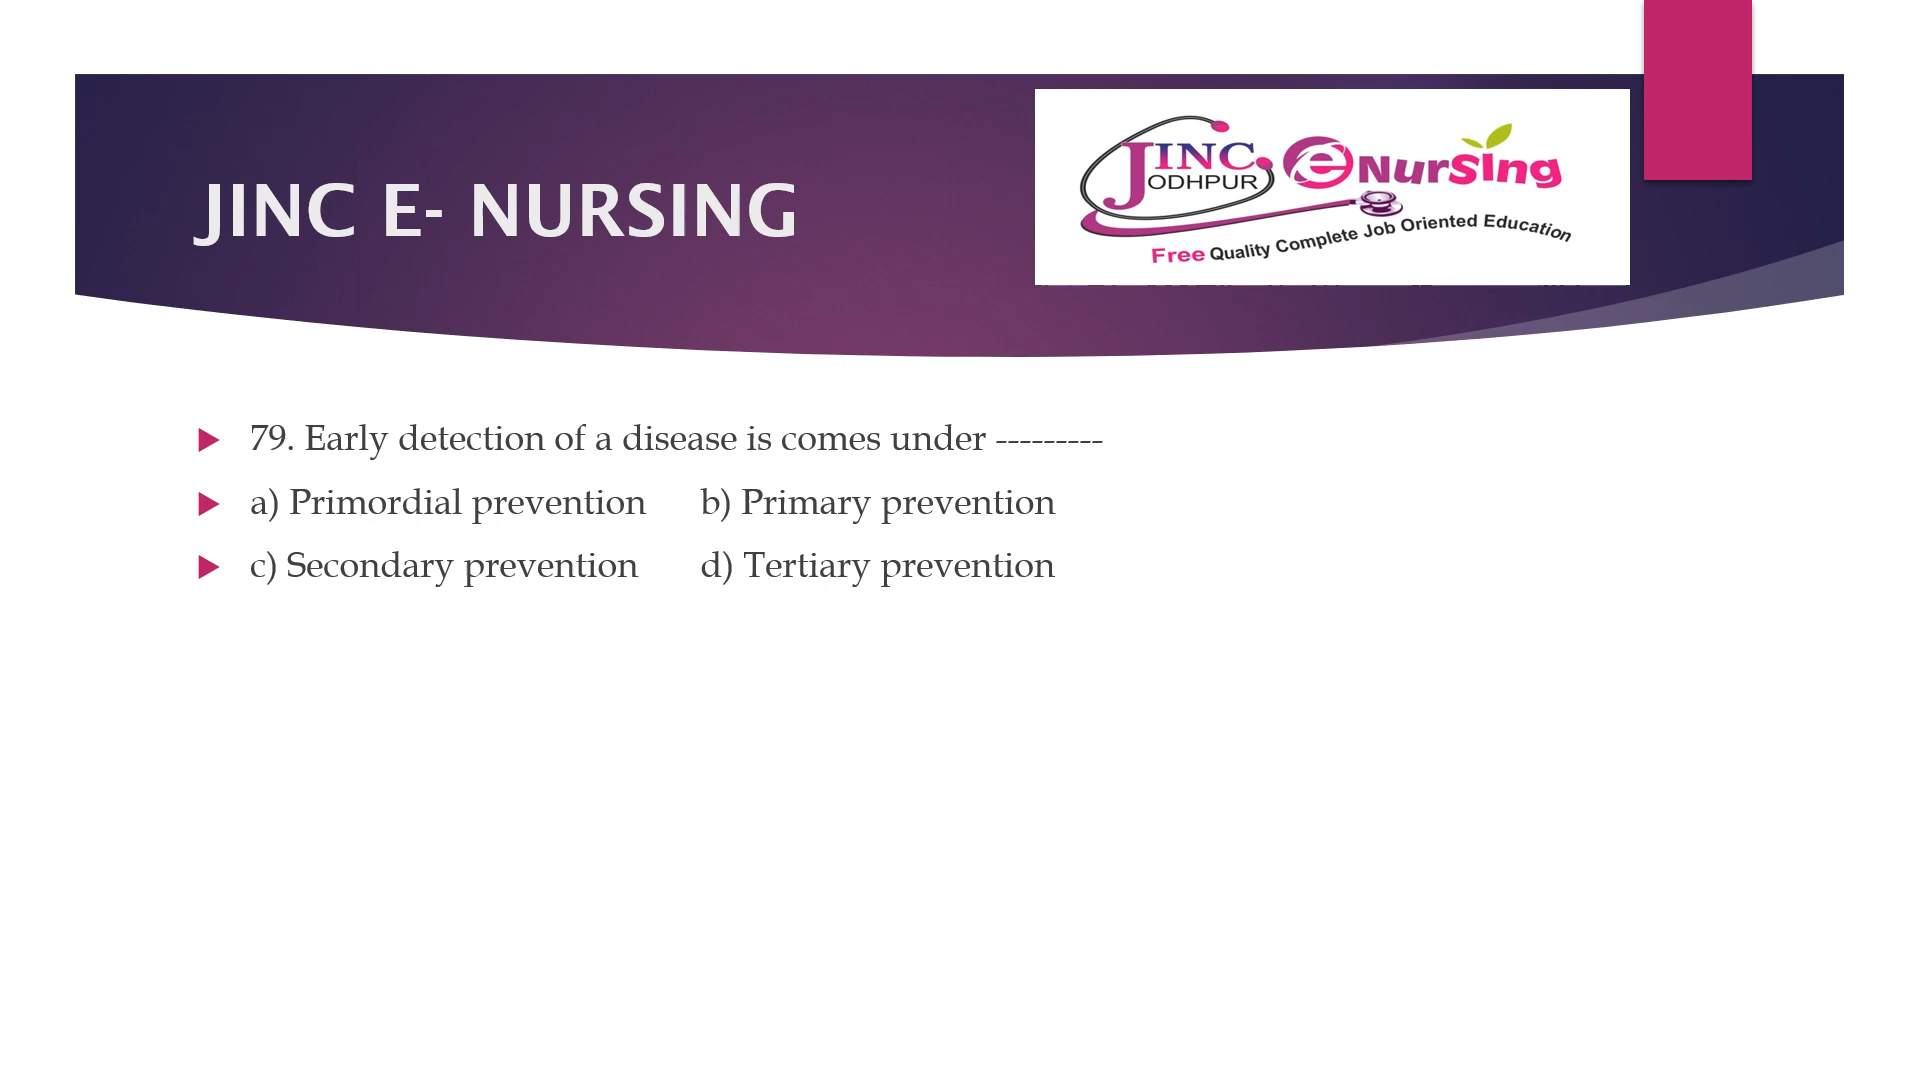 JINC E- NURSING
JINC ODHPUR eNursing
Free Quality Complete Job Oriented Education
79. Early detection of a disease is comes under ---------
a) Primordial prevention b) Primary prevention
c) Secondary prevention d) Tertiary prevention